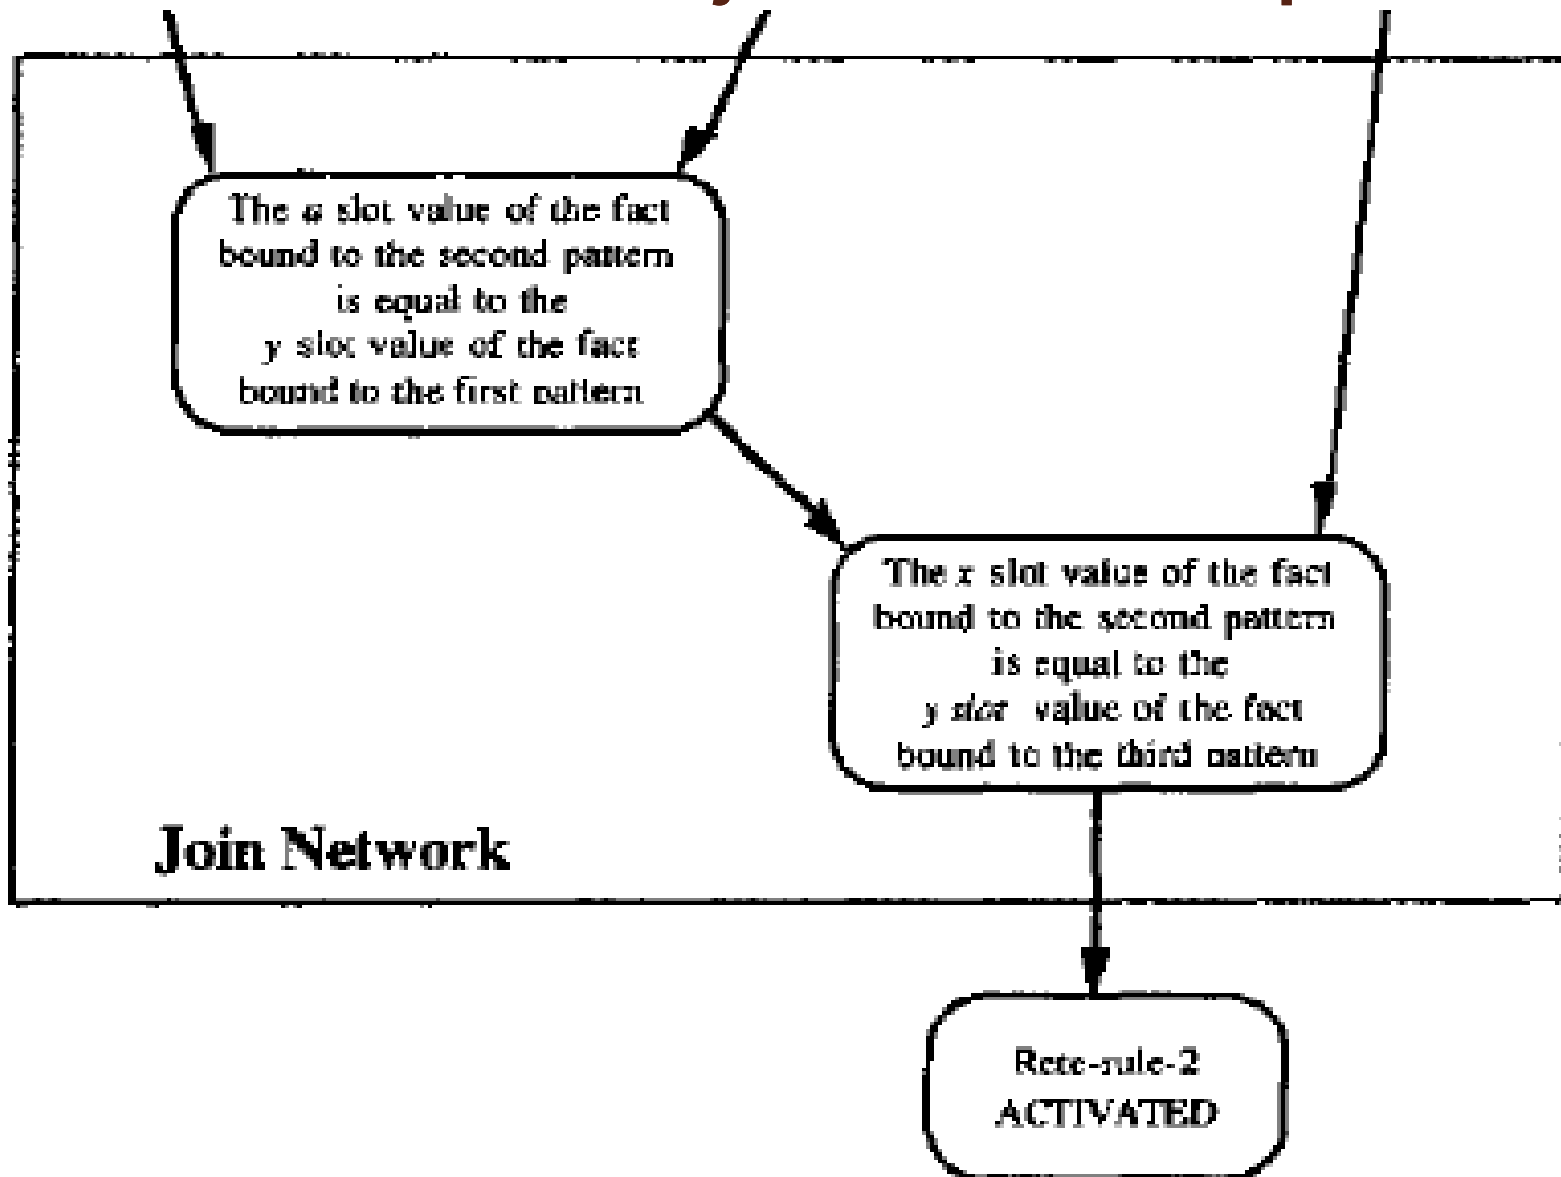 The a slot value of the fact
bound to the second pattern
is equal to the
y slot value of the fact
bound to the first pattern
The x slot value of the fact
bound to the second pattern
is equal to the
y slot value of the fact
bound to the third pattern
Join Network
Rete-rule-2
ACTIVATED